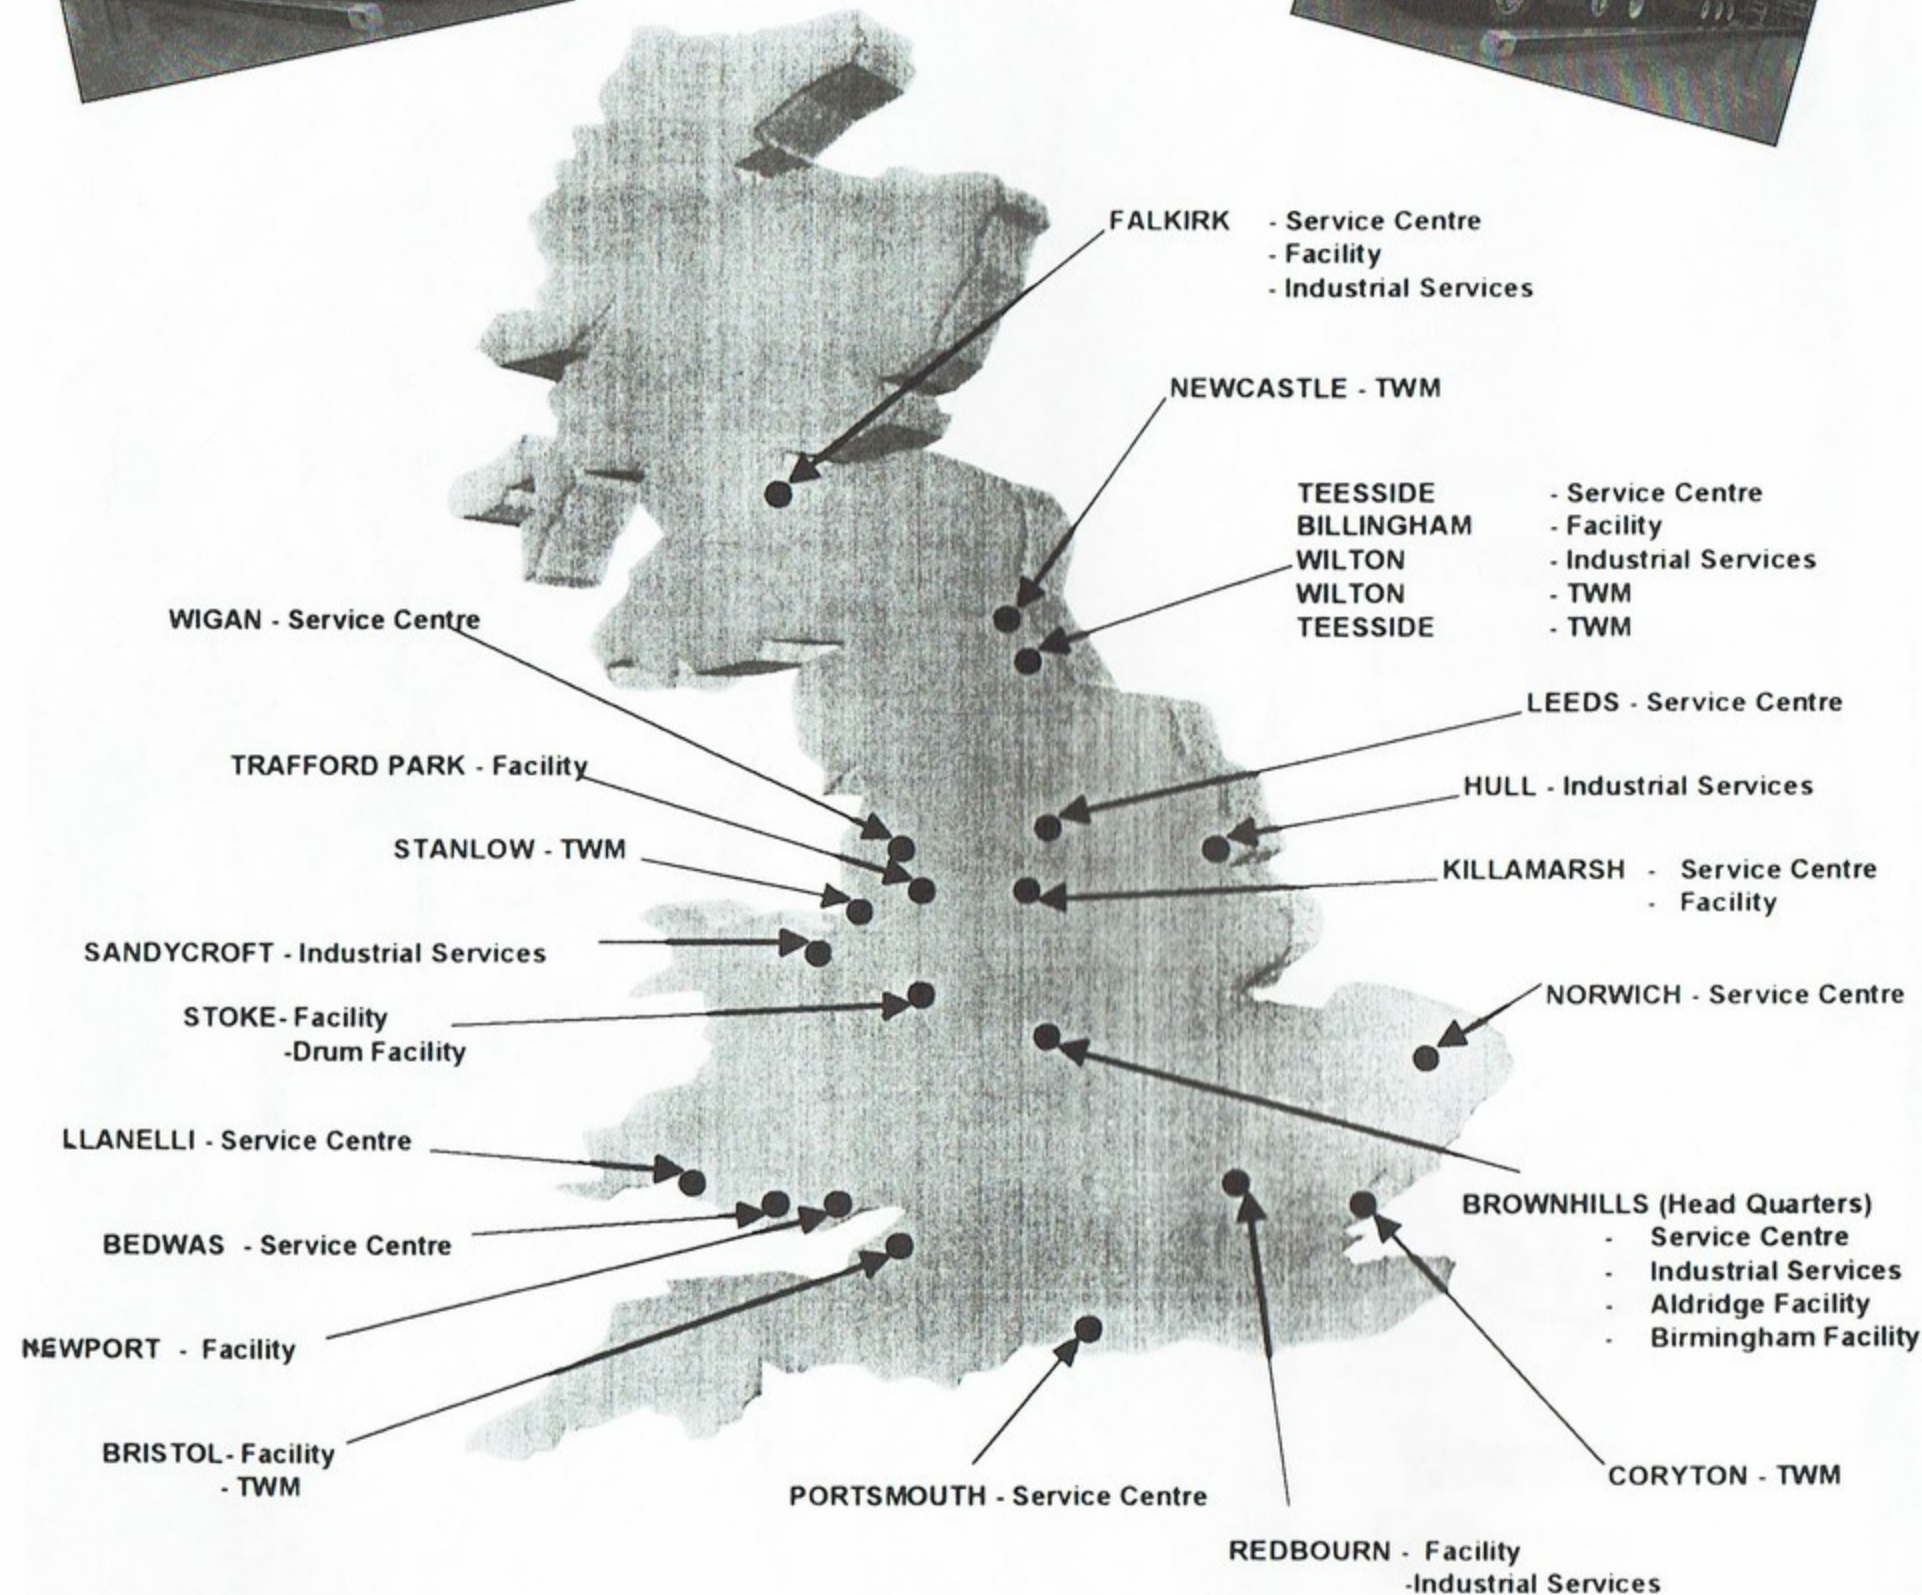 FALKIRK - Service Centre
- Facility
- Industrial Services
NEWCASTLE - TWM
TEESSIDE - Service Centre
BILLINGHAM - Facility
WILTON - Industrial Services
WILTON - TWM
TEESSIDE - TWM
WIGAN - Service Centre
LEEDS - Service Centre
TRAFFORD PARK - Facility
HULL - Industrial Services
STANLOW - TWM
KILLAMARSH - Service Centre
- Facility
SANDYCROFT - Industrial Services
NORWICH - Service Centre
STOKE- Facility
-Drum Facility
LLANELLI - Service Centre
BROWNHILLS (Head Quarters)
- Service Centre
- Industrial Services
- Aldridge Facility
- Birmingham Facility
BEDWAS - Service Centre
NEWPORT - Facility
BRISTOL- Facility
- TWM
PORTSMOUTH - Service Centre
CORYTON - TWM
REDBOURN - Facility
-Industrial Services